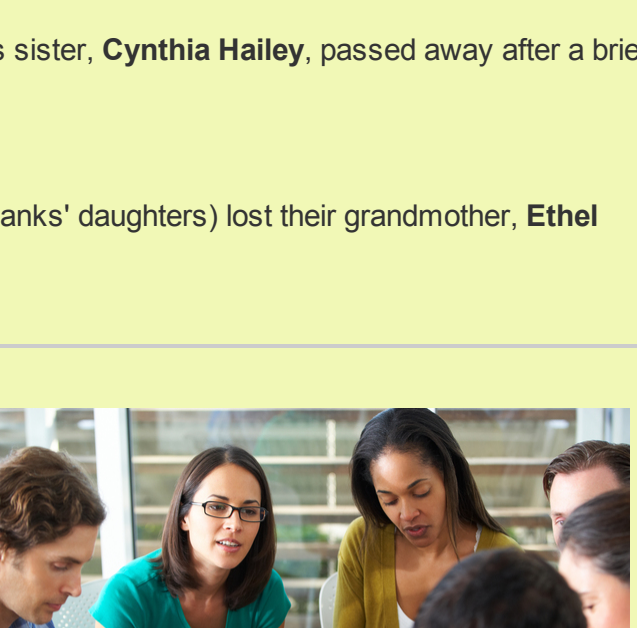 s sister, Cynthia Hailey, passed away after a brie
anks' daughters) lost their grandmother, Ethel